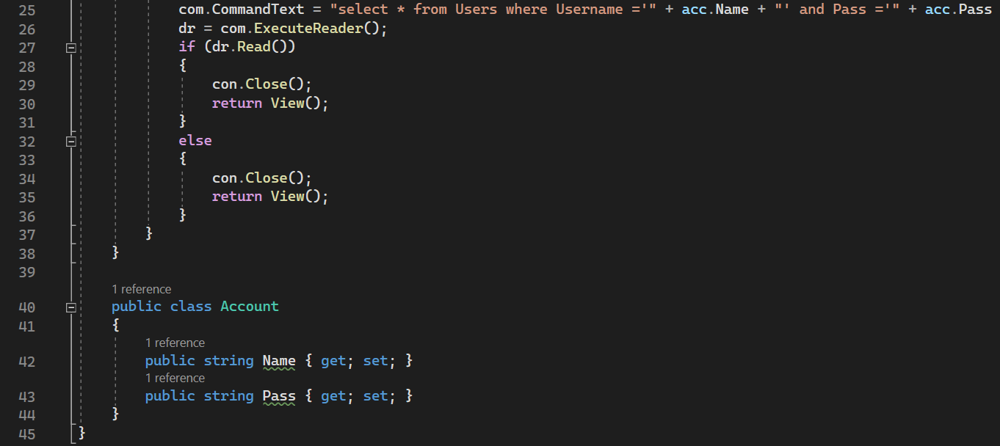 25 com.CommandText = "select * from Users where Username ='" + acc.Name + "' and Pass ='" + acc.Pass
26 dr = com.ExecuteReader();
27 if (dr.Read())
28 {
29 con.Close();
30 return View();
31 }
32 else
33 {
34 con.Close();
35 return View();
36 }
37 }
38 }
39
1 reference
40 public class Account
41 {
1 reference
42 public string Name { get; set; }
1 reference
43 public string Pass { get; set; }
44 }
45 }